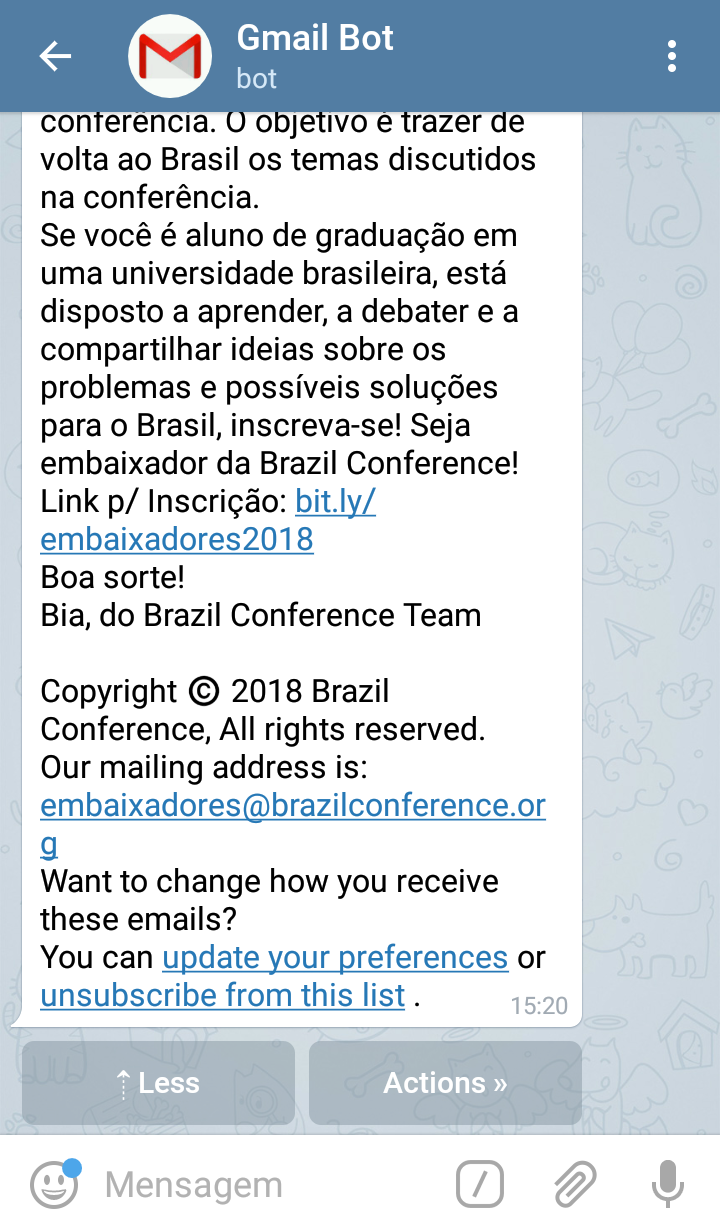 Gmail Bot
bot
conferência. O objetivo é trazer de
volta ao Brasil os temas discutidos
na conferência.
Se você é aluno de graduação em
uma universidade brasileira, está
disposto a aprender, a debater e a
compartilhar ideias sobre os
problemas e possíveis soluções
para o Brasil, inscreva-se! Seja
embaixador da Brazil Conference!
Link p/ Inscrição: bit.ly/
embaixadores2018
Boa sorte!
Bia, do Brazil Conference Team
Copyright © 2018 Brazil
Conference, All rights reserved.
Our mailing address is:
embaixadores@brazilconference.or
g
Want to change how you receive
these emails?
You can update your preferences or
unsubscribe from this list .
15:20
⇡ Less
Actions »
Mensagem